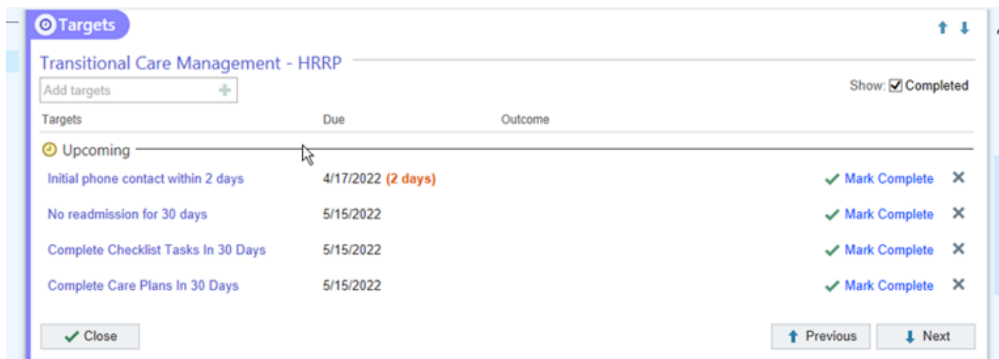 Targets
Transitional Care Management - HRRP
Add targets
Show: Completed
Targets Due Outcome
Upcoming
Initial phone contact within 2 days 4/17/2022 (2 days) Mark Complete
No readmission for 30 days 5/15/2022 Mark Complete
Complete Checklist Tasks In 30 Days 5/15/2022 Mark Complete
Complete Care Plans In 30 Days 5/15/2022 Mark Complete
Close Previous Next